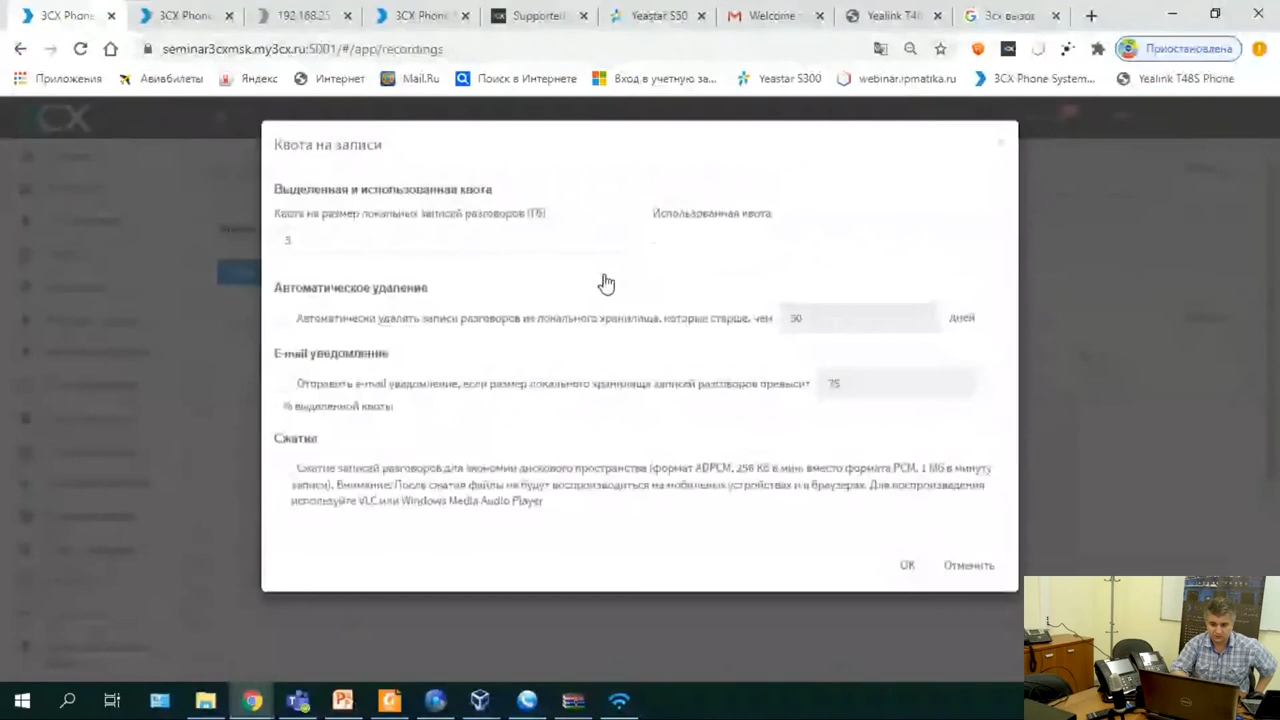 3CX Phone
3CX Phone
192.168.25
3CX Phone
Supported
Yeastar S50
Welcome
Yealink T46
3cx вызов
seminar3cxmsk.my3cx.ru:5001/#/app/recordings
Приостановлена
Приложения
Авиабилеты
Яндекс
Интернет
Mail.Ru
Поиск в Интернете
Вход в учетную за...
Yeastar S300
webinar.ipmatika.ru
3CX Phone System...
Yealink T48S Phone
3CX
Квота на записи
Выделенная и использованная квота
Квота на размер локальных записей разговоров (Гб)
Использованная квота
3
Автоматическое удаление
Автоматически удалять записи разговоров из локального хранилища, которые старше, чем
30
дней
E-mail уведомление
Отправить e-mail уведомление, если размер локального хранилища записей разговоров превысит
75
% выделенной квоты
Сжатие
Сжатие записей разговоров для экономии дискового пространства (формат ADPCM, 256 Кб в мин. вместо формата PCM, 1 Мб в минуту
записи). Внимание: После сжатия файлы не будут воспроизводиться на мобильных устройствах и в браузерах. Для воспроизведения
используйте VLC или Windows Media Audio Player
OK
Отменить